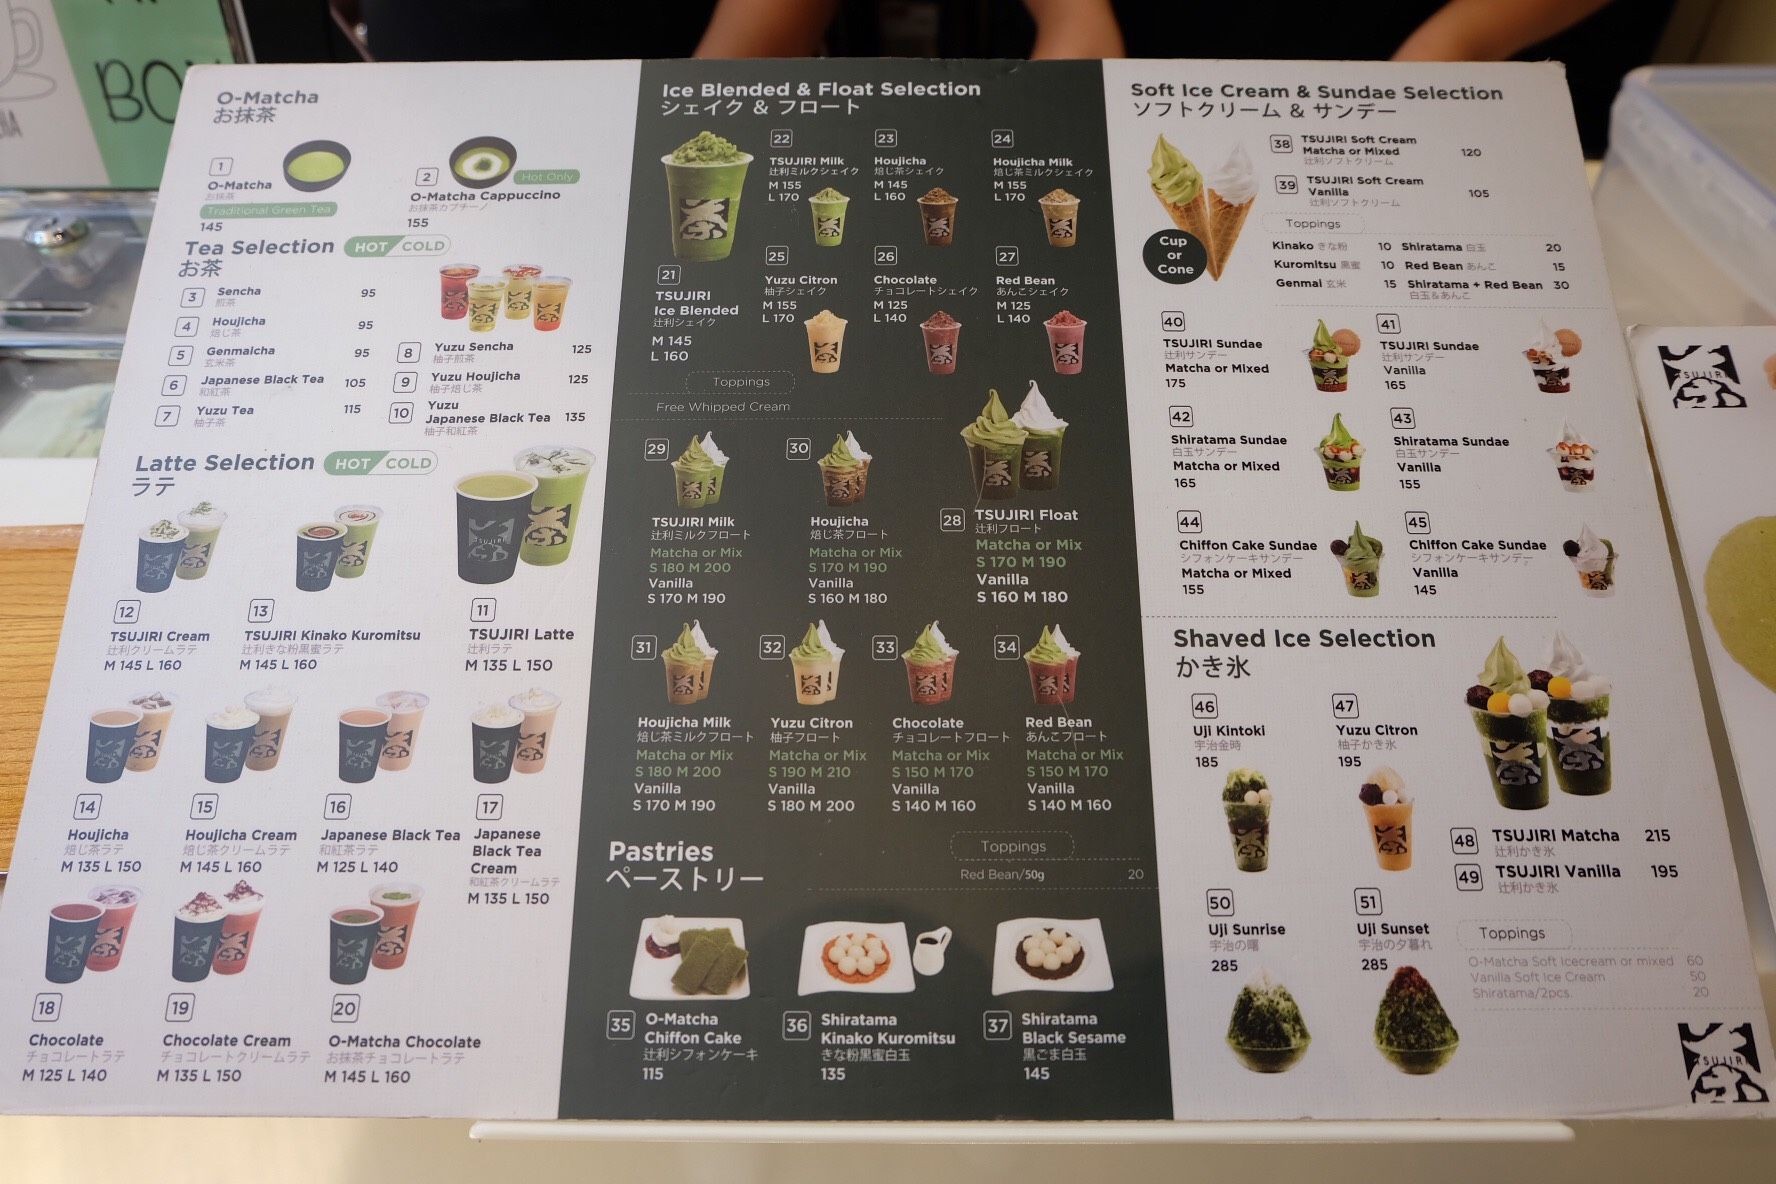 BOX
O-Matcha
お抹茶
1
O-Matcha
お抹茶
Traditional Green Tea
145
2
Hot Only
O-Matcha Cappuccino
お抹茶カプチーノ
155
Tea Selection HOT/COLD
お茶
3 Sencha 95
煎茶
4 Houjicha 95
焙じ茶
5 Genmaicha 95
玄米茶
6 Japanese Black Tea 105
和紅茶
7 Yuzu Tea 115
柚子茶
8 Yuzu Sencha 125
柚子煎茶
9 Yuzu Houjicha 125
柚子焙じ茶
10 Yuzu
Japanese Black Tea 135
柚子和紅茶
Latte Selection HOT/COLD
ラテ
12
TSUJIRI Cream
辻利クリームラテ
M 145 L 160
13
TSUJIRI Kinako Kuromitsu
辻利きな粉黒蜜ラテ
M 145 L 160
11
TSUJIRI Latte
辻利ラテ
M 135 L 150
14
Houjicha
焙じ茶ラテ
M 135 L 150
15
Houjicha Cream
焙じ茶クリームラテ
M 145 L 160
16
Japanese Black Tea
和紅茶ラテ
M 125 L 140
17
Japanese
Black Tea
Cream
和紅茶クリームラテ
M 135 L 150
18
Chocolate
チョコレートラテ
M 125 L 140
19
Chocolate Cream
チョコレートクリームラテ
M 135 L 150
20
O-Matcha Chocolate
お抹茶チョコレートラテ
M 145 L 160
Ice Blended & Float Selection
シェイク & フロート
21
TSUJIRI
Ice Blended
辻利シェイク
M 145
L 160
22
TSUJIRI Milk
辻利ミルクシェイク
M 155
L 170
23
Houjicha
焙じ茶シェイク
M 145
L 160
24
Houjicha Milk
焙じ茶ミルクシェイク
M 155
L 170
25
Yuzu Citron
柚子シェイク
M 155
L 170
26
Chocolate
チョコレートシェイク
M 125
L 140
27
Red Bean
あんこシェイク
M 125
L 140
Toppings
Free Whipped Cream
29
TSUJIRI Milk
辻利ミルクフロート
Matcha or Mix
S 180 M 200
Vanilla
S 170 M 190
30
Houjicha
焙じ茶フロート
Matcha or Mix
S 170 M 190
Vanilla
S 160 M 180
28 TSUJIRI Float
辻利フロート
Matcha or Mix
S 170 M 190
Vanilla
S 160 M 180
31
Houjicha Milk
焙じ茶ミルクフロート
Matcha or Mix
S 180 M 200
Vanilla
S 170 M 190
32
Yuzu Citron
柚子フロート
Matcha or Mix
S 190 M 210
Vanilla
S 180 M 200
33
Chocolate
チョコレートフロート
Matcha or Mix
S 150 M 170
Vanilla
S 140 M 160
34
Red Bean
あんこフロート
Matcha or Mix
S 150 M 170
Vanilla
S 140 M 160
Pastries
ペーストリー
Toppings
Red Bean/50g 20
35 O-Matcha
Chiffon Cake
辻利シフォンケーキ
115
36 Shiratama
Kinako Kuromitsu
きな粉黒蜜白玉
135
37 Shiratama
Black Sesame
黒ごま白玉
145
Soft Ice Cream & Sundae Selection
ソフトクリーム & サンデー
Cup
or
Cone
38 TSUJIRI Soft Cream
Matcha or Mixed 120
辻利ソフトクリーム
39 TSUJIRI Soft Cream
Vanilla 105
辻利ソフトクリーム
Toppings
Kinako きな粉 10 Shiratama 白玉 20
Kuromitsu 黒蜜 10 Red Bean あんこ 15
Genmai 玄米 15 Shiratama + Red Bean 30
白玉&あんこ
40
TSUJIRI Sundae
辻利サンデー
Matcha or Mixed
175
41
TSUJIRI Sundae
辻利サンデー
Vanilla
165
42
Shiratama Sundae
白玉サンデー
Matcha or Mixed
165
43
Shiratama Sundae
白玉サンデー
Vanilla
155
44
Chiffon Cake Sundae
シフォンケーキサンデー
Matcha or Mixed
155
45
Chiffon Cake Sundae
シフォンケーキサンデー
Vanilla
145
Shaved Ice Selection
かき氷
46
Uji Kintoki
宇治金時
185
47
Yuzu Citron
柚子かき氷
195
48 TSUJIRI Matcha 215
辻利かき氷
49 TSUJIRI Vanilla 195
辻利かき氷
50
Uji Sunrise
宇治の曙
285
51
Uji Sunset
宇治の夕暮れ
285
Toppings
O-Matcha Soft Icecream or mixed 60
Vanilla Soft Ice Cream 50
Shiratama/2pcs. 20
TSUJIRI
TSUJIRI